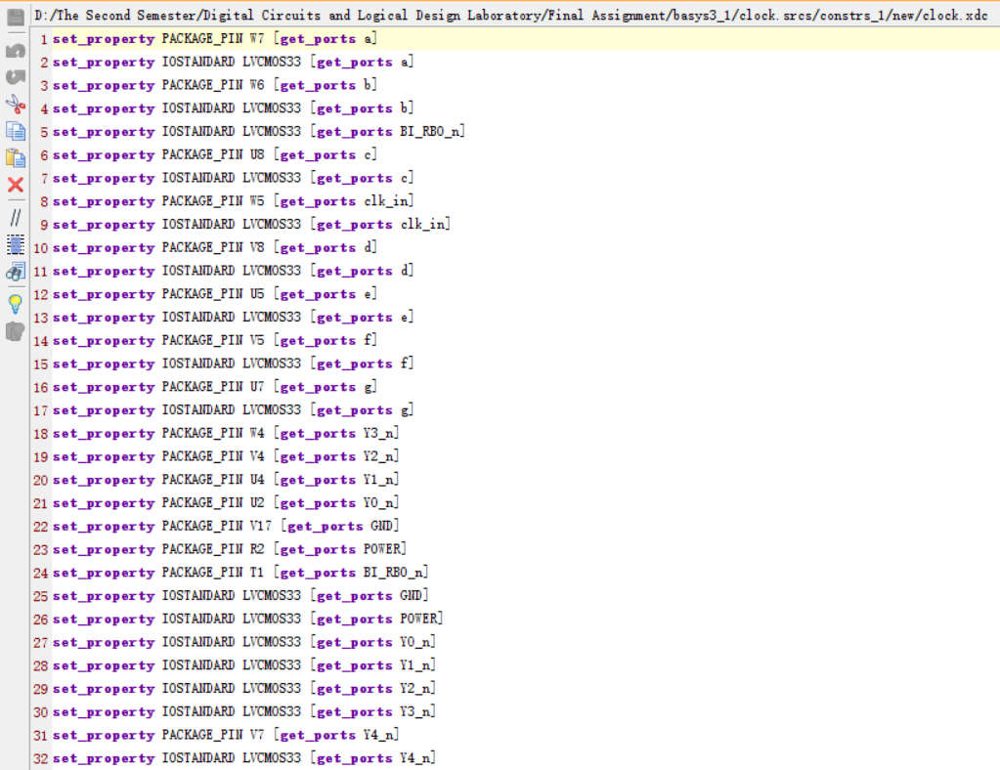 D:/The Second Semester/Digital Circuits and Logical Design Laboratory/Final Assignment/basys3_1/clock.srcs/constrs_1/new/clock.xdc
1 set_property PACKAGE_PIN W7 [get_ports a]
2 set_property IOSTANDARD LVCMOS33 [get_ports a]
3 set_property PACKAGE_PIN W6 [get_ports b]
4 set_property IOSTANDARD LVCMOS33 [get_ports b]
5 set_property IOSTANDARD LVCMOS33 [get_ports BI_RBO_n]
6 set_property PACKAGE_PIN U8 [get_ports c]
7 set_property IOSTANDARD LVCMOS33 [get_ports c]
8 set_property PACKAGE_PIN W5 [get_ports clk_in]
9 set_property IOSTANDARD LVCMOS33 [get_ports clk_in]
10 set_property PACKAGE_PIN V8 [get_ports d]
11 set_property IOSTANDARD LVCMOS33 [get_ports d]
12 set_property PACKAGE_PIN U5 [get_ports e]
13 set_property IOSTANDARD LVCMOS33 [get_ports e]
14 set_property PACKAGE_PIN V5 [get_ports f]
15 set_property IOSTANDARD LVCMOS33 [get_ports f]
16 set_property PACKAGE_PIN U7 [get_ports g]
17 set_property IOSTANDARD LVCMOS33 [get_ports g]
18 set_property PACKAGE_PIN W4 [get_ports Y3_n]
19 set_property PACKAGE_PIN V4 [get_ports Y2_n]
20 set_property PACKAGE_PIN U4 [get_ports Y1_n]
21 set_property PACKAGE_PIN U2 [get_ports Y0_n]
22 set_property PACKAGE_PIN V17 [get_ports GND]
23 set_property PACKAGE_PIN R2 [get_ports POWER]
24 set_property PACKAGE_PIN T1 [get_ports BI_RBO_n]
25 set_property IOSTANDARD LVCMOS33 [get_ports GND]
26 set_property IOSTANDARD LVCMOS33 [get_ports POWER]
27 set_property IOSTANDARD LVCMOS33 [get_ports Y0_n]
28 set_property IOSTANDARD LVCMOS33 [get_ports Y1_n]
29 set_property IOSTANDARD LVCMOS33 [get_ports Y2_n]
30 set_property IOSTANDARD LVCMOS33 [get_ports Y3_n]
31 set_property PACKAGE_PIN V7 [get_ports Y4_n]
32 set_property IOSTANDARD LVCMOS33 [get_ports Y4_n]